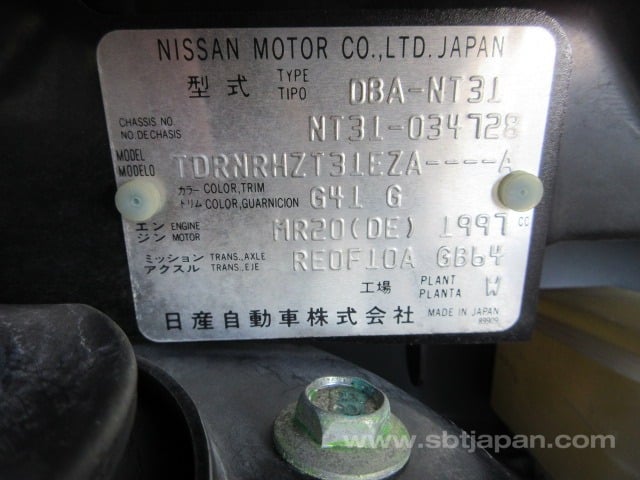 NISSAN MOTOR CO.,LTD. JAPAN
型式 TYPE TIPO DBA-NT31
CHASSIS NO. NO.DE CHASIS NT31-034728
MODEL MODELO TDRNRHZT31EZA----A
カラー COLOR,TRIM トリム COLOR,GUARNICION G41 G
エンジン ENGINE MOTOR MR20(DE) 1997 CC
ミッション TRANS.,AXLE アクスル TRANS.,EJE RE0F10A GB64
工場 PLANT PLANTA W
日産自動車株式会社 MADE IN JAPAN
89909
www.sbtjapan.com